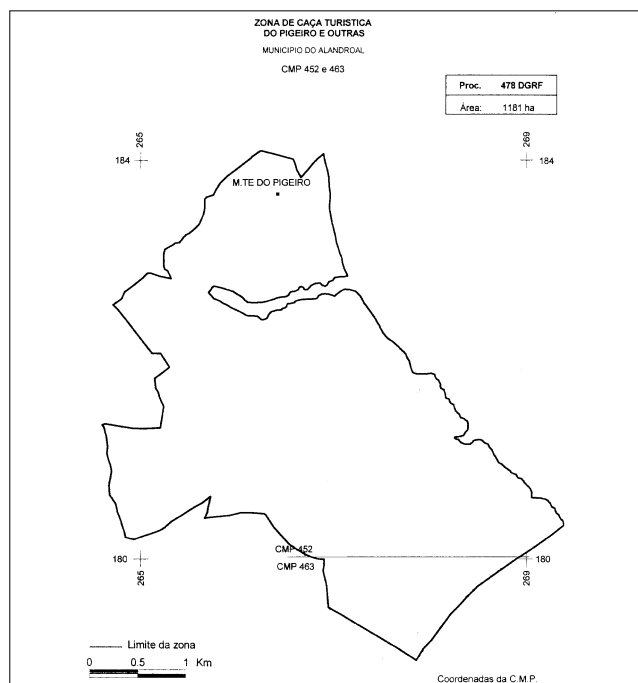 ZONA DE CAÇA TURISTICA
DO PIGEIRO E OUTRAS
MUNICIPIO DO ALANDROAL
CMP 452 e 463
Proc. 478 DGRF
Área: 1181 ha
265
269
184
184
M.TE DO PIGEIRO
CMP 452
180
180
CMP 463
265
269
Limite da zona
0 0.5 1 Km
Coordenadas da C.M.P.